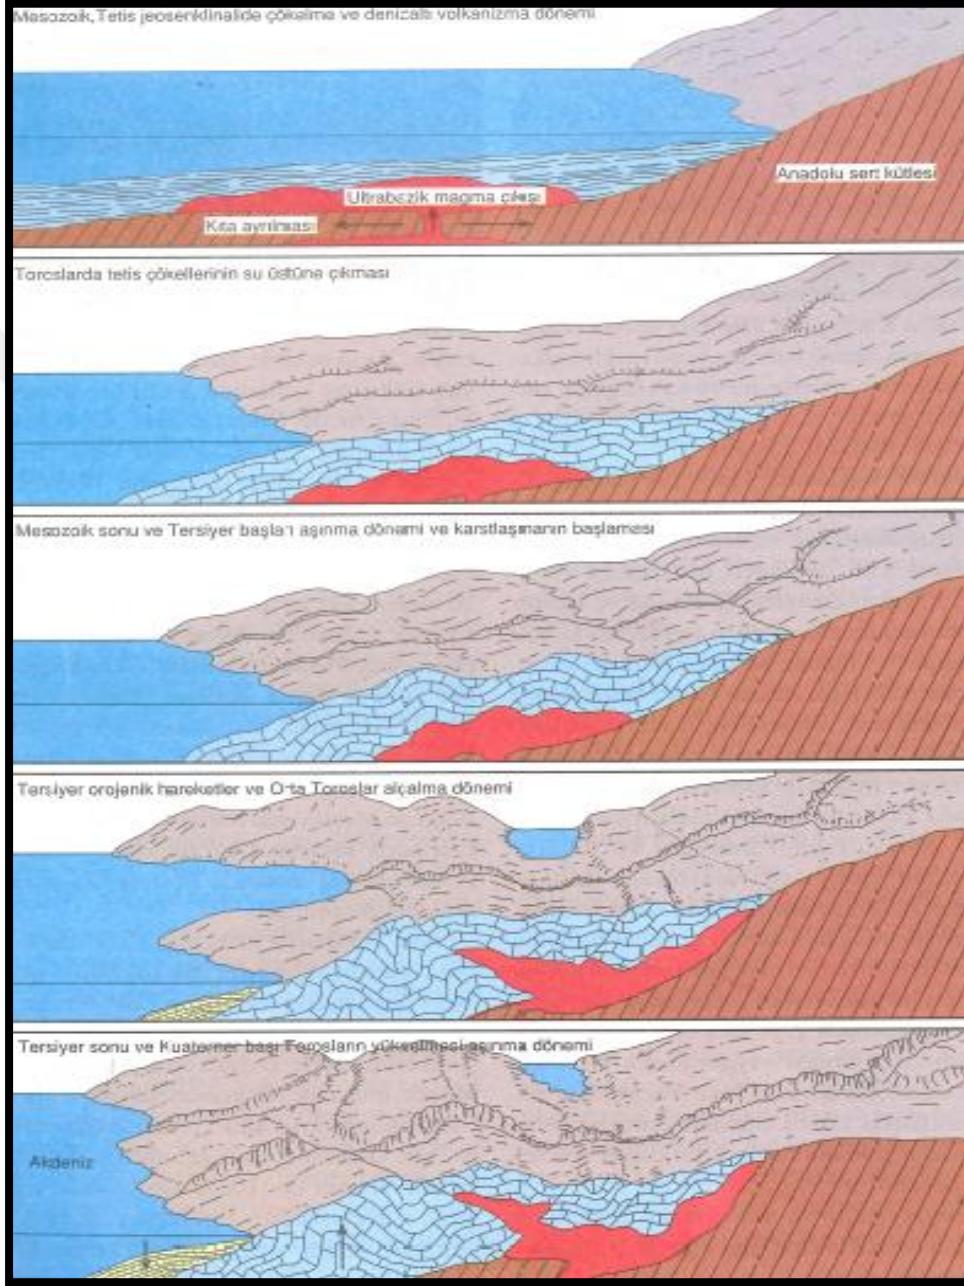 Mesozoik, Tetis jeosenklinalide çökelme ve denizaltı volkanizma dönemi
Anadolu sert kütlesi
Ultrabazik magma çıkışı
Kıta ayrılması
Toroslarda tetis çökellerinin su üstüne çıkması
Mesozoik sonu ve Tersiyer başları aşınma dönemi ve karstlaşmanın başlaması
Tersiyer orojenik hareketler ve Orta Toroslar alçalma dönemi
Tersiyer sonu ve Kuaterner başı Torosların yükselmesi aşınma dönemi
Akdeniz